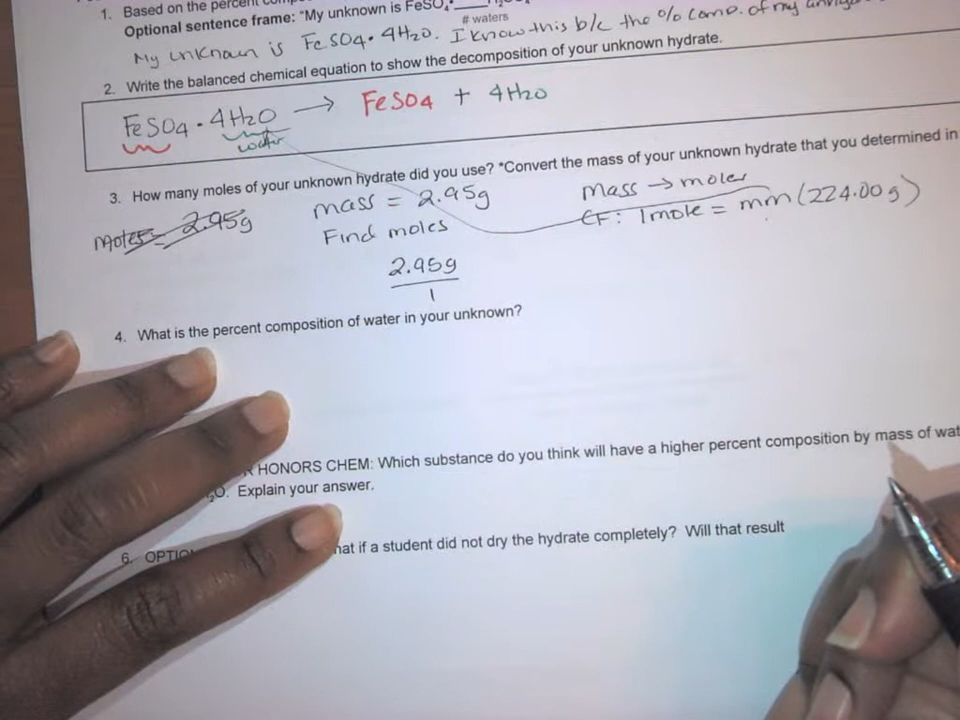 1. Based on the percent
Optional sentence frame: "My unknown is FeSO4·____
# waters
My unknown is FeSO4·4H2O. I know this b/c the % comp. of my
2. Write the balanced chemical equation to show the decomposition of your unknown hydrate.
FeSO4·4H2O → FeSO4 + 4H2O
water
3. How many moles of your unknown hydrate did you use? *Convert the mass of your unknown hydrate that you determined in
moles = 2.95g
mass = 2.95g
Find moles
2.95g
1
Mass → moles
CF: 1mole = mm (224.00g)
4. What is the percent composition of water in your unknown?
HONORS CHEM: Which substance do you think will have a higher percent composition by mass of wat
2O. Explain your answer.
6. OPTIO hat if a student did not dry the hydrate completely? Will that result